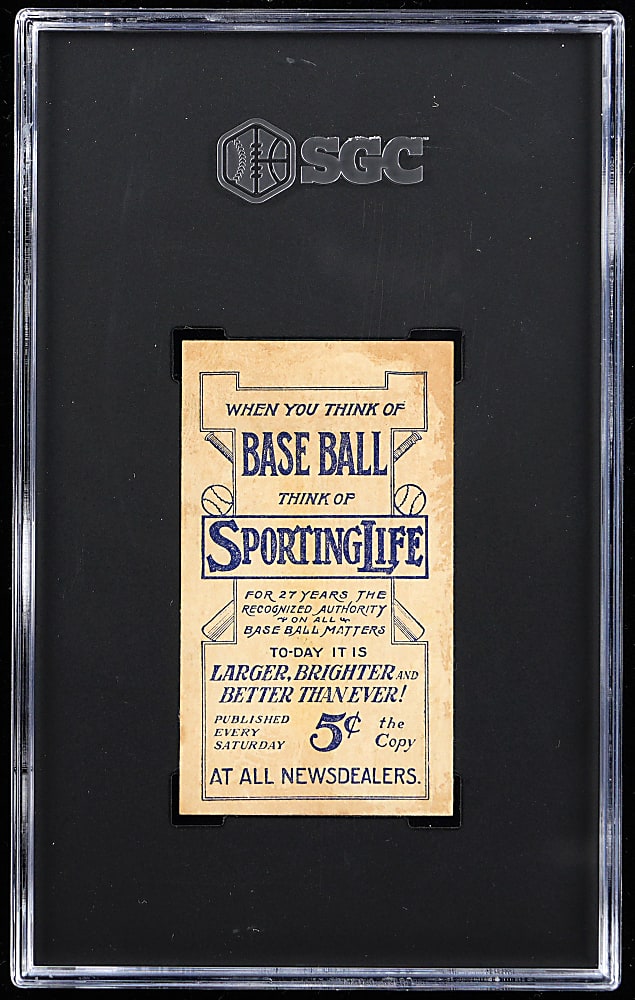 SGC
WHEN YOU THINK OF
BASE BALL
THINK OF
SPORTING LIFE
FOR 27 YEARS THE
RECOGNIZED AUTHORITY
ON ALL
BASE BALL MATTERS
TO-DAY IT IS
LARGER, BRIGHTER AND
BETTER THAN EVER!
PUBLISHED
EVERY
SATURDAY
5¢ the
Copy
AT ALL NEWSDEALERS.